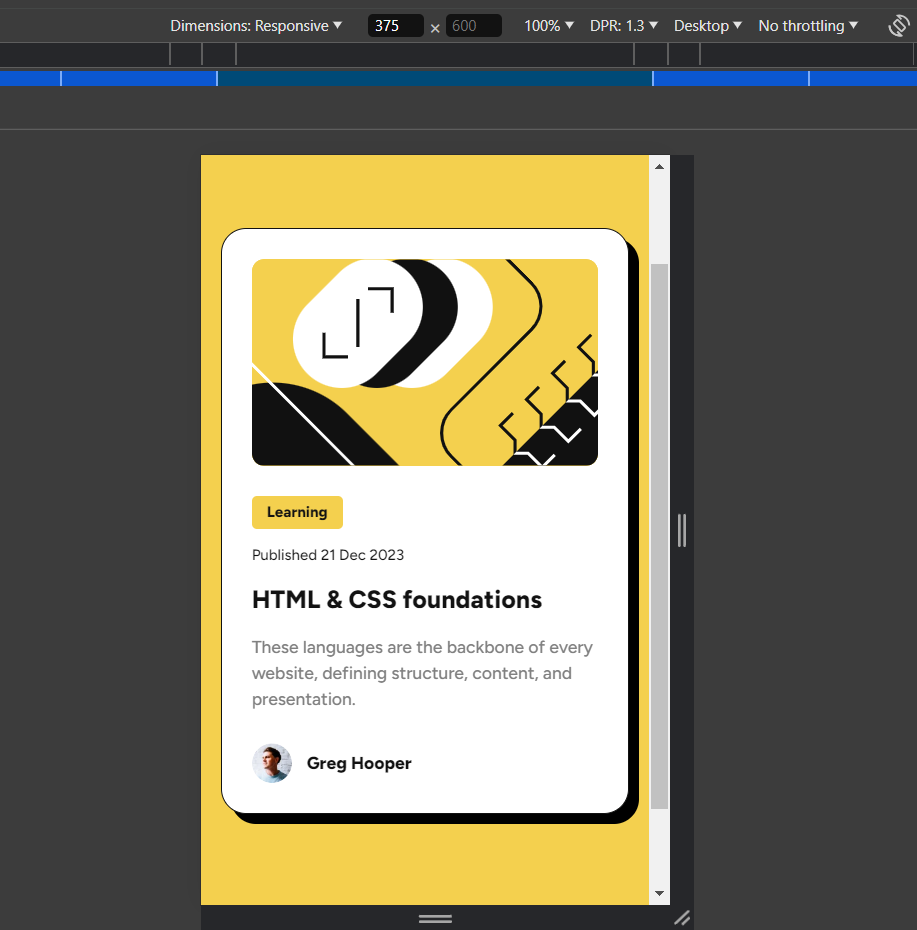 Dimensions: Responsive 375 × 600 100% DPR: 1.3 Desktop No throttling
Learning
Published 21 Dec 2023
HTML & CSS foundations
These languages are the backbone of every
website, defining structure, content, and
presentation.
Greg Hooper